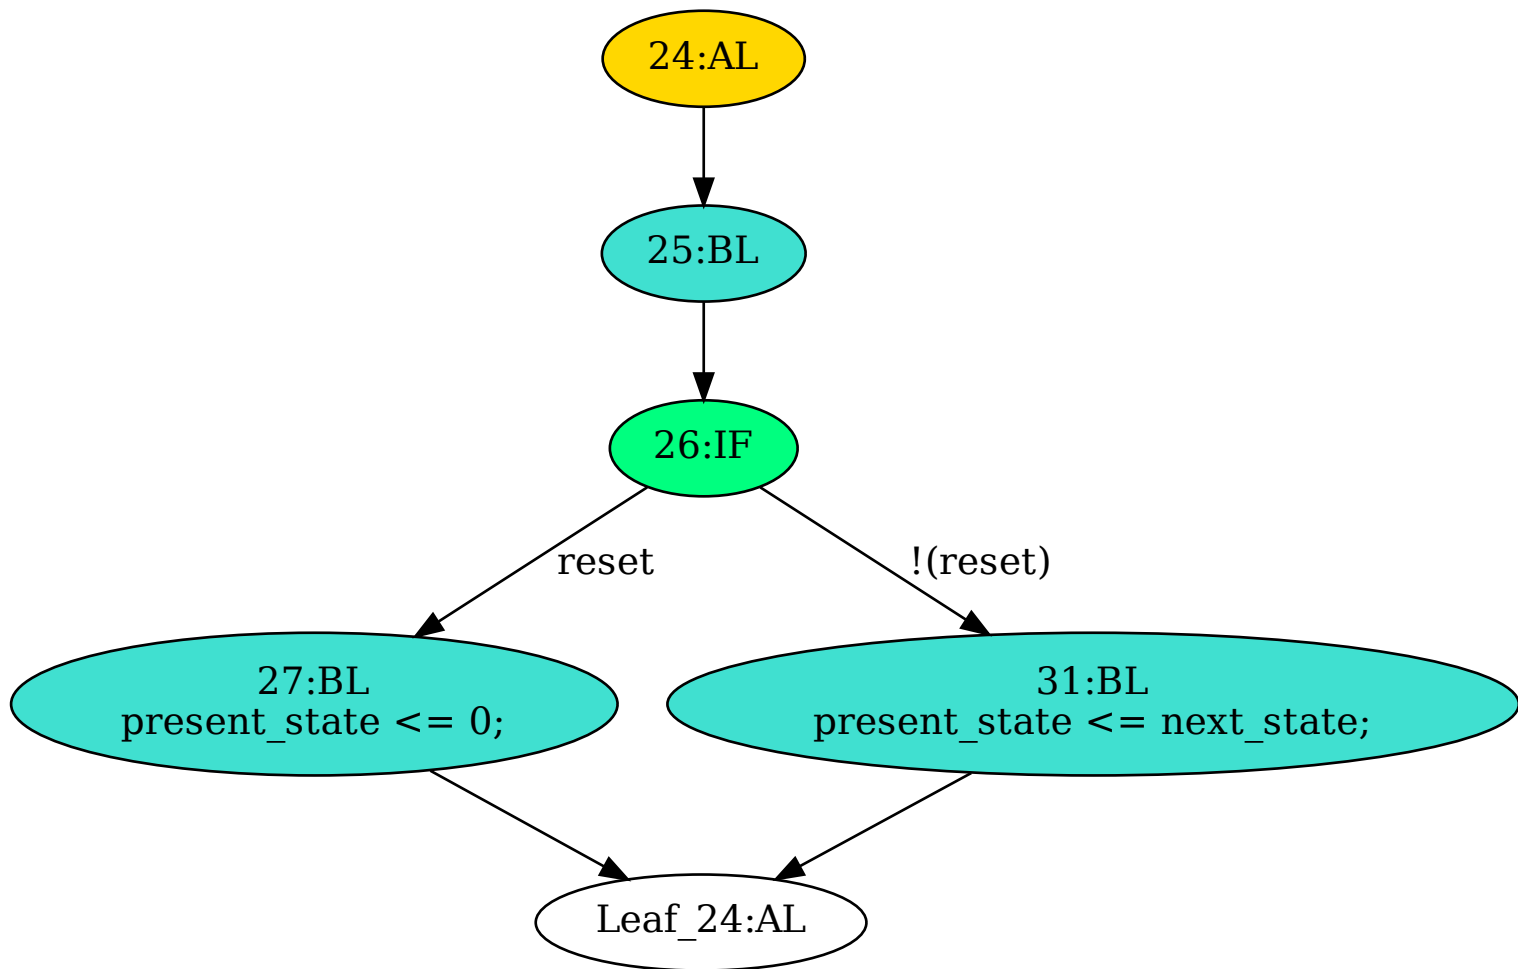 24:AL
25:BL
26:IF
reset
!(reset)
27:BL
present_state <= 0;
31:BL
present_state <= next_state;
Leaf_24:AL